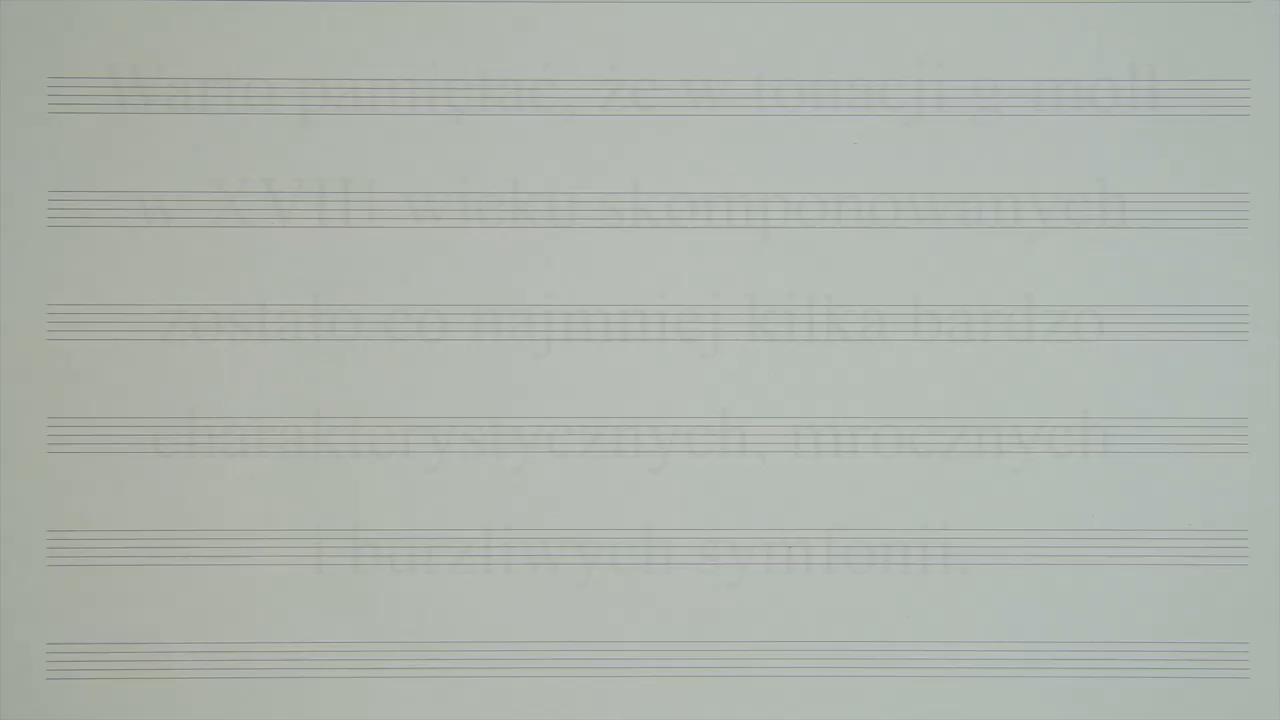 Warto pamiętać, że w tonacji g-moll
w XVIII wieku skomponowanych
zostało co najmniej kilka bardzo
charakterystycznych, mrocznych
i burzliwych symfonii.